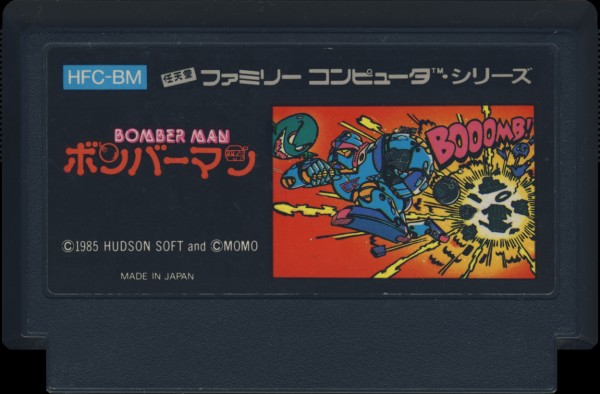 HFC-BM
任天堂 ファミリー コンピュータ™・シリーズ
BOMBER MAN
ボンバーマン
BOOOMB!
©1985 HUDSON SOFT and ©MOMO
MADE IN JAPAN